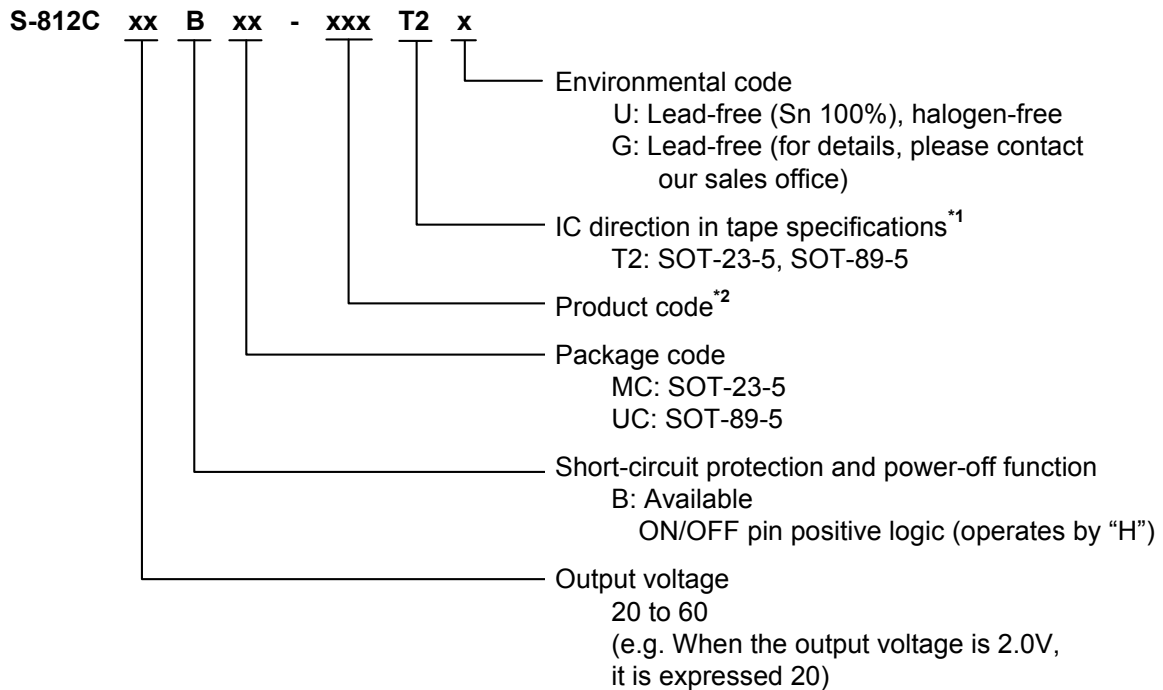 S-812C xx B xx - xxx T2 x
Environmental code
U: Lead-free (Sn 100%), halogen-free
G: Lead-free (for details, please contact
our sales office)
IC direction in tape specifications*1
T2: SOT-23-5, SOT-89-5
Product code*2
Package code
MC: SOT-23-5
UC: SOT-89-5
Short-circuit protection and power-off function
B: Available
ON/OFF pin positive logic (operates by “H”)
Output voltage
20 to 60
(e.g. When the output voltage is 2.0V,
it is expressed 20)